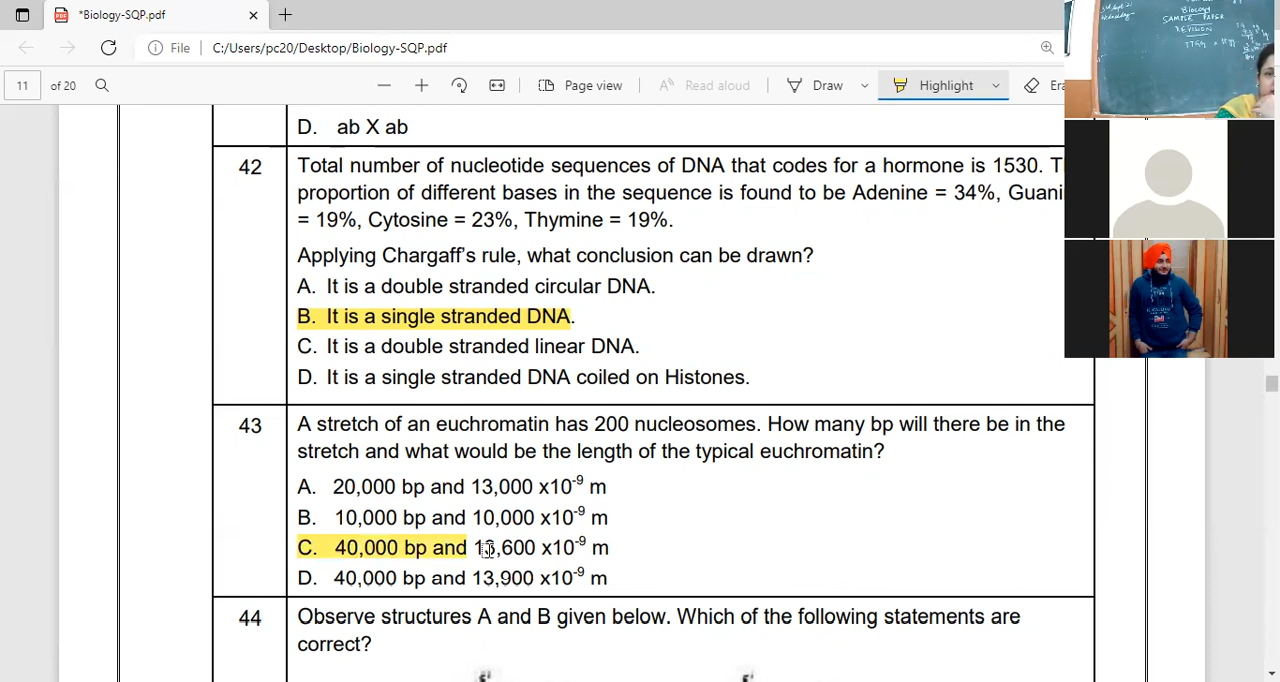 *Biology-SQP.pdf
File C:/Users/pc20/Desktop/Biology-SQP.pdf
11 of 20 Page view Read aloud Draw Highlight Era
D. ab X ab
42 Total number of nucleotide sequences of DNA that codes for a hormone is 1530. T
proportion of different bases in the sequence is found to be Adenine = 34%, Guani
= 19%, Cytosine = 23%, Thymine = 19%.
Applying Chargaff's rule, what conclusion can be drawn?
A. It is a double stranded circular DNA.
B. It is a single stranded DNA.
C. It is a double stranded linear DNA.
D. It is a single stranded DNA coiled on Histones.
43 A stretch of an euchromatin has 200 nucleosomes. How many bp will there be in the
stretch and what would be the length of the typical euchromatin?
A. 20,000 bp and 13,000 x10⁻⁹ m
B. 10,000 bp and 10,000 x10⁻⁹ m
C. 40,000 bp and 13,600 x10⁻⁹ m
D. 40,000 bp and 13,900 x10⁻⁹ m
44 Observe structures A and B given below. Which of the following statements are
correct?
Biology
SAMPLE PAPER
REVISION